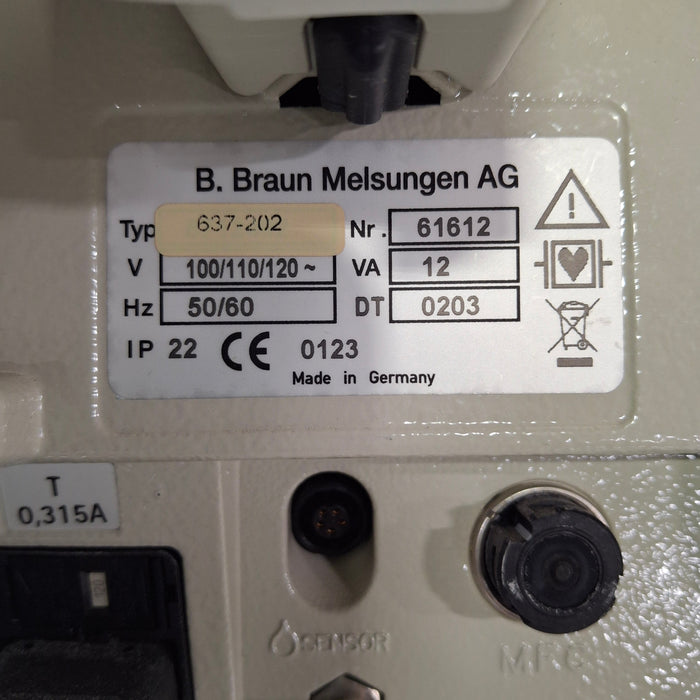 B. Braun Melsungen AG
Typ 637-202 Nr. 61612
V 100/110/120 ~ VA 12
Hz 50/60 DT 0203
IP 22 CE 0123
Made in Germany
T
0,315A
120
SENSOR
M.F.C